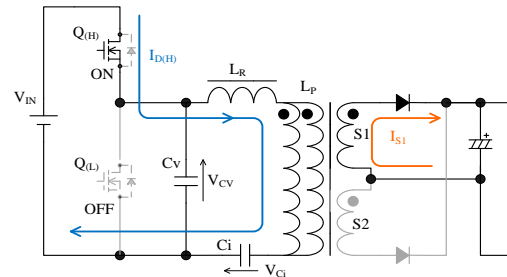 Q(H)
ID(H)
ON
LR
LP
VIN
S1
IS1
+
Q(L)
Cv
VCV
OFF
S2
Ci
VCi